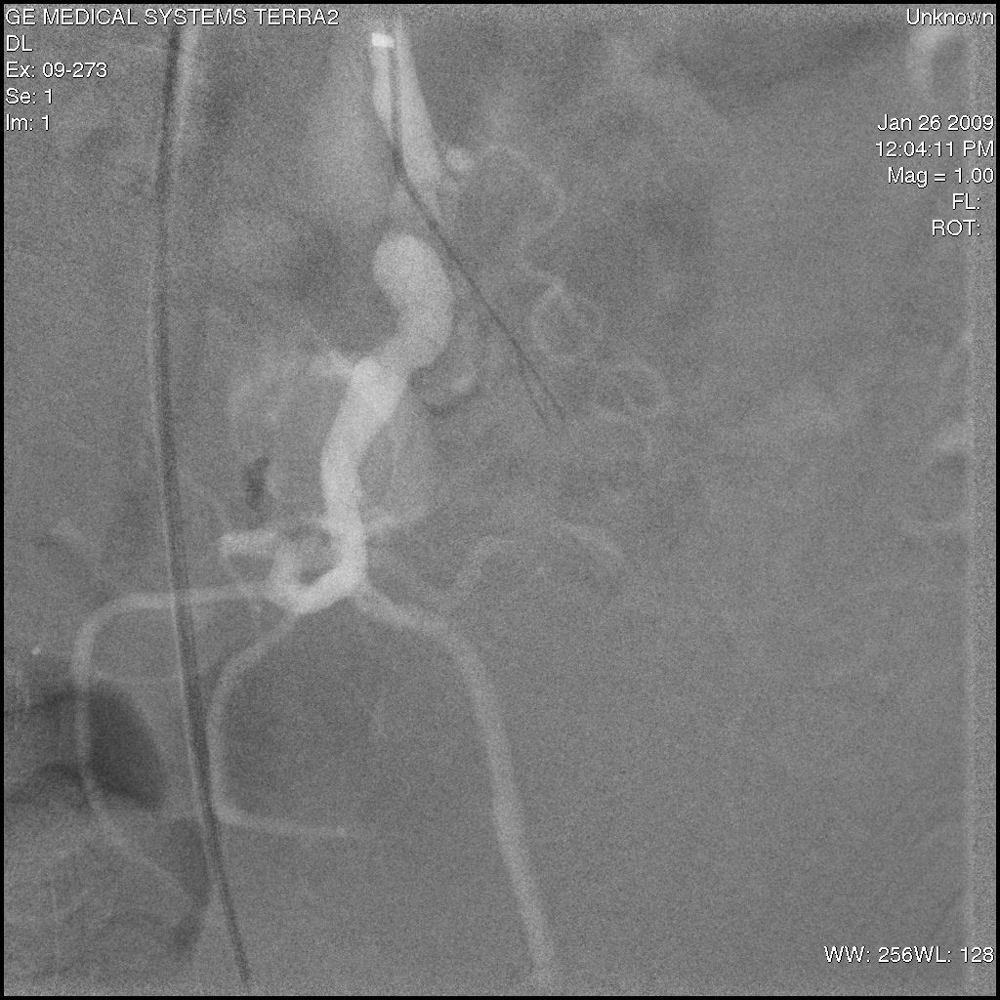 GE MEDICAL SYSTEMS TERRA2
DL
Ex: 09-273
Se: 1
Im: 1
Unknown
Jan 26 2009
12:04:11 PM
Mag = 1.00
FL:
ROT:
WW: 256WL: 128